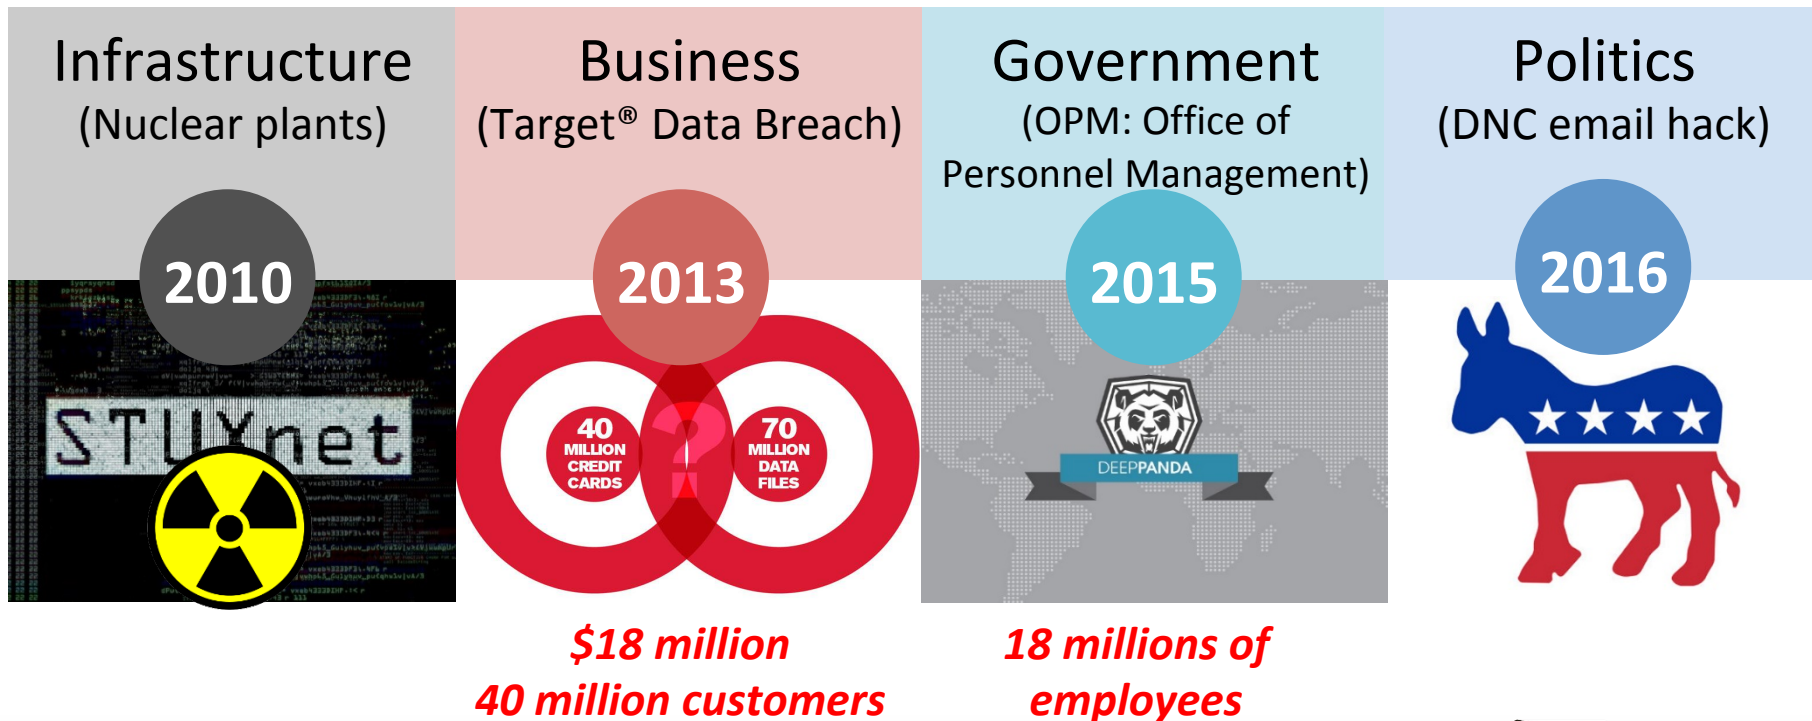 Infrastructure
(Nuclear plants)
2010
STUXnet
Business
(Target® Data Breach)
2013
40
MILLION
CREDIT
CARDS
?
70
MILLION
DATA
FILES
$18 million
40 million customers
Government
(OPM: Office of
Personnel Management)
2015
DEEPPANDA
18 millions of
employees
Politics
(DNC email hack)
2016